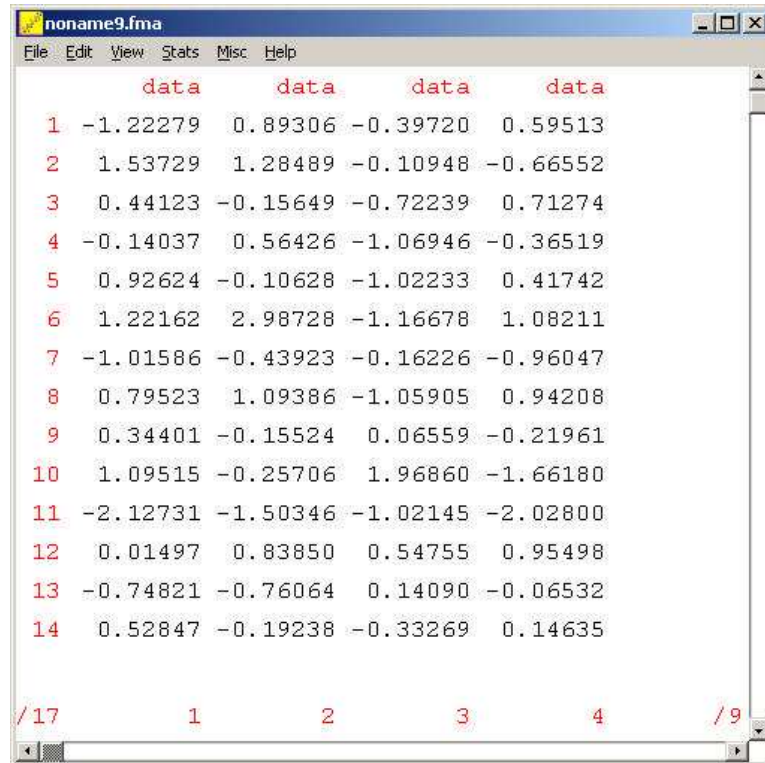 noname9.fma
File Edit View Stats Misc Help
data data data data
1 -1.22279 0.89306 -0.39720 0.59513
2 1.53729 1.28489 -0.10948 -0.66552
3 0.44123 -0.15649 -0.72239 0.71274
4 -0.14037 0.56426 -1.06946 -0.36519
5 0.92624 -0.10628 -1.02233 0.41742
6 1.22162 2.98728 -1.16678 1.08211
7 -1.01586 -0.43923 -0.16226 -0.96047
8 0.79523 1.09386 -1.05905 0.94208
9 0.34401 -0.15524 0.06559 -0.21961
10 1.09515 -0.25706 1.96860 -1.66180
11 -2.12731 -1.50346 -1.02145 -2.02800
12 0.01497 0.83850 0.54755 0.95498
13 -0.74821 -0.76064 0.14090 -0.06532
14 0.52847 -0.19238 -0.33269 0.14635
/17 1 2 3 4 /9